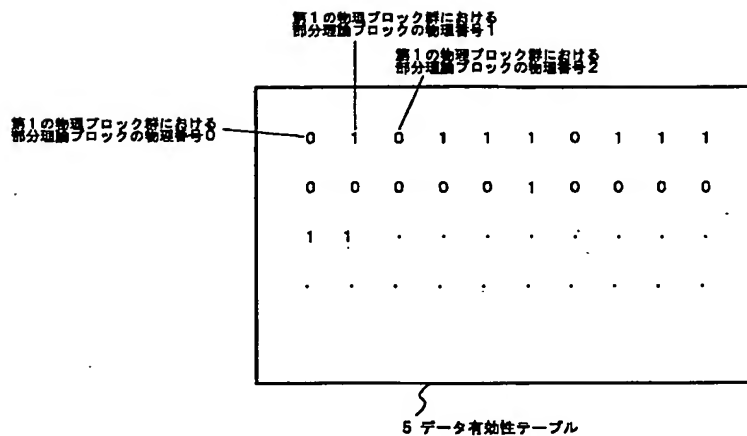 第1の物理ブロック群における
部分理論ブロックの物理番号1
第1の物理ブロック群における
部分理論ブロックの物理番号2
第1の物理ブロック群における
部分理論ブロックの物理番号0
0 1 0 1 1 1 0 1 1 1
0 0 0 0 0 1 0 0 0 0
1 1 . . . . . . . .
. . . . . . . . . .
5 データ有効性テーブル